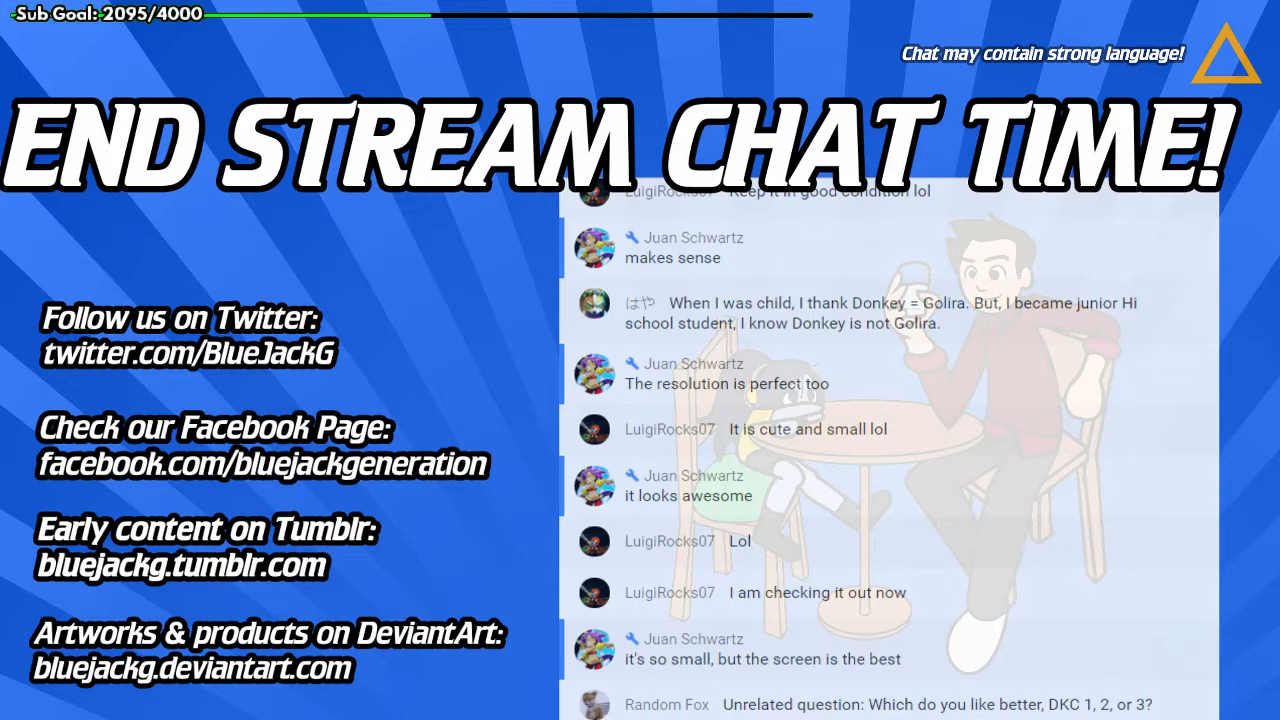 Sub Goal: 2095/4000
Chat may contain strong language!
END STREAM CHAT TIME!
LuigiRocks07 Keep it in good condition lol
Juan Schwartz
makes sense
はや When I was child, I thank Donkey = Golira. But, I became junior Hi
school student, I know Donkey is not Golira.
Juan Schwartz
The resolution is perfect too
LuigiRocks07 It is cute and small lol
Juan Schwartz
it looks awesome
LuigiRocks07 Lol
LuigiRocks07 I am checking it out now
Juan Schwartz
it's so small, but the screen is the best
Random Fox Unrelated question: Which do you like better, DKC 1, 2, or 3?
Follow us on Twitter:
twitter.com/BlueJackG
Check our Facebook Page:
facebook.com/bluejackgeneration
Early content on Tumblr:
bluejackg.tumblr.com
Artworks & products on DeviantArt:
bluejackg.deviantart.com